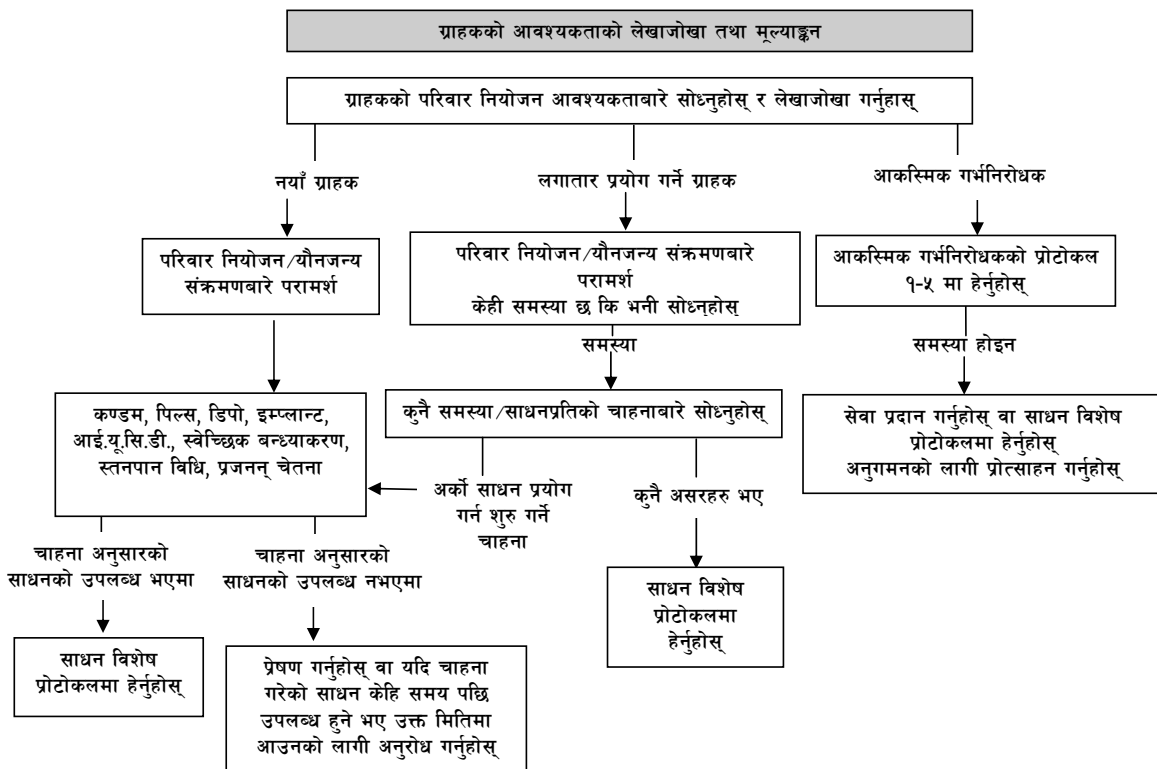 ग्राहकको आवश्यकताको लेखाजोखा तथा मूल्याङ्कन
ग्राहकको परिवार नियोजन आवश्यकताबारे सोध्नुहोस् र लेखाजोखा गर्नुहास्
नयाँ ग्राहक
लगातार प्रयोग गर्ने ग्राहक
आकस्मिक गर्भनिरोधक
परिवार नियोजन/यौनजन्य
संक्रमणबारे परामर्श
परिवार नियोजन/यौनजन्य संक्रमणबारे
परामर्श
केही समस्या छ कि भनी सोध्नहोस्
आकस्मिक गर्भनिरोधकको प्रोटोकल
१-५ मा हेर्नुहोस्
समस्या
समस्या होइन
कण्डम, पिल्स, डिपो, इम्प्लान्ट,
आई.यू.सि.डी., स्वेच्छिक बन्ध्याकरण,
स्तनपान विधि, प्रजनन् चेतना
कुनै समस्या/साधनप्रतिको चाहनाबारे सोध्नुहोस्
सेवा प्रदान गर्नुहोस् वा साधन विशेष
प्रोटोकलमा हेर्नुहोस्
अनुगमनको लागी प्रोत्साहन गर्नुहोस्
अर्को साधन प्रयोग
गर्न शुरु गर्ने
चाहना
कुनै असरहरु भए
चाहना अनुसारको
साधनको उपलब्ध भएमा
चाहना अनुसारको
साधनको उपलब्ध नभएमा
साधन विशेष
प्रोटोकलमा
हेर्नुहोस्
साधन विशेष
प्रोटोकलमा हेर्नुहोस्
प्रेषण गर्नुहोस् वा यदि चाहना
गरेको साधन केहि समय पछि
उपलब्ध हुने भए उक्त मितिमा
आउनको लागी अनुरोध गर्नुहोस्